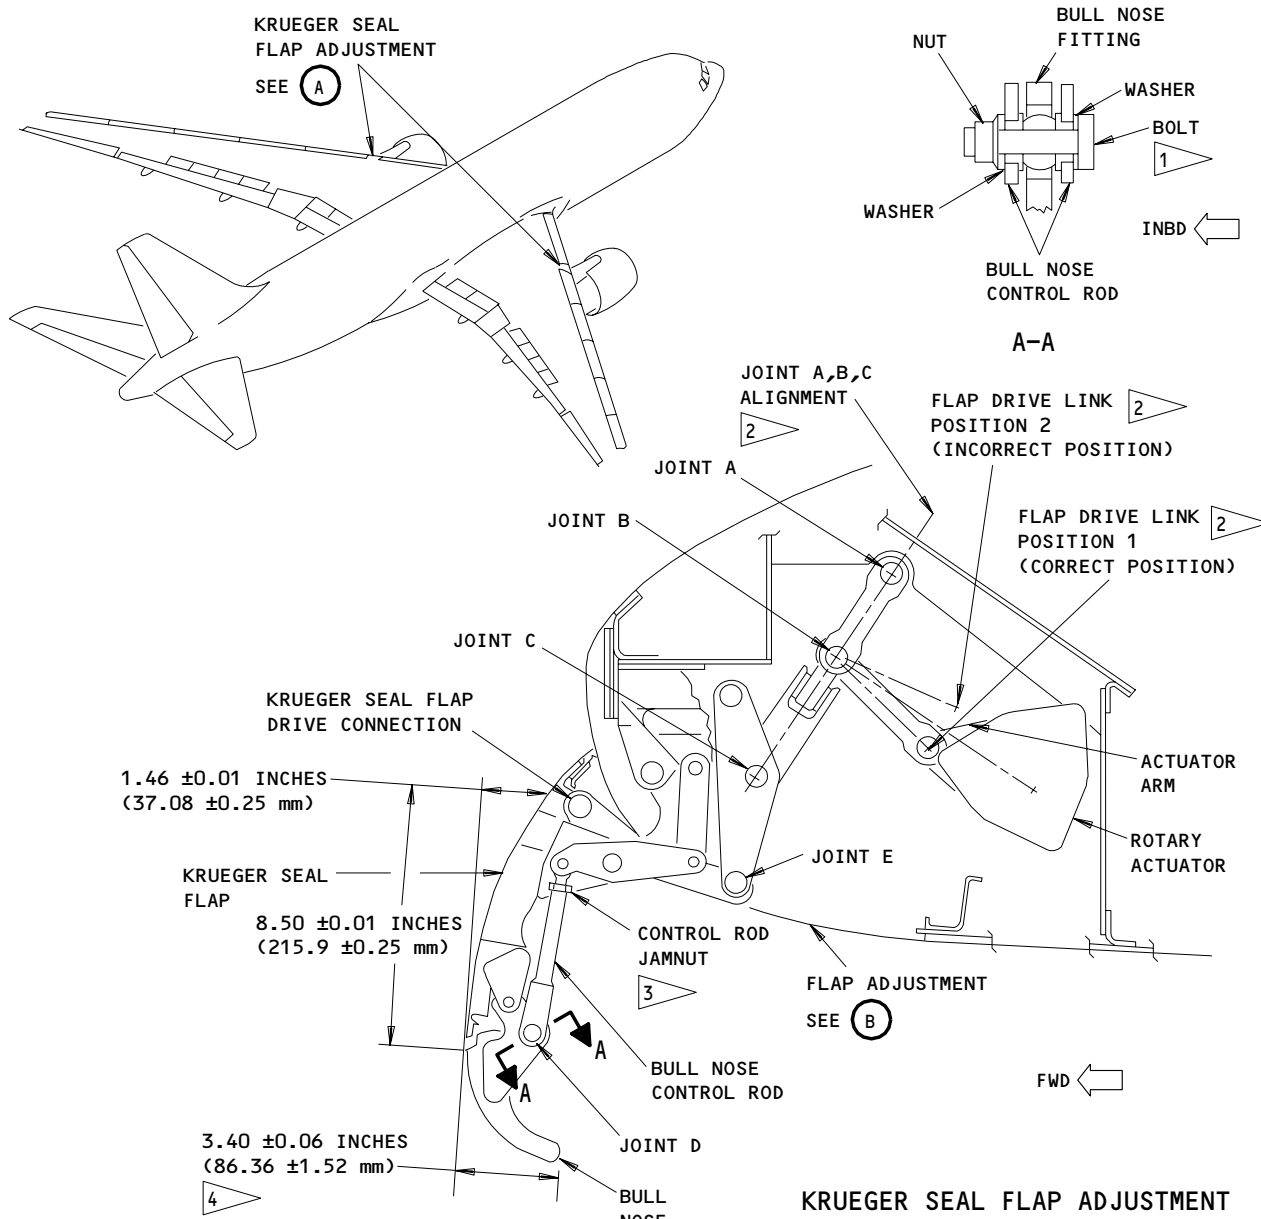 KRUEGER SEAL
FLAP ADJUSTMENT
SEE A
BULL NOSE
FITTING
NUT
WASHER
BOLT
1
WASHER
INBD
BULL NOSE
CONTROL ROD
A-A
JOINT A,B,C
ALIGNMENT
2
FLAP DRIVE LINK 2
POSITION 2
(INCORRECT POSITION)
JOINT A
JOINT B
FLAP DRIVE LINK 2
POSITION 1
(CORRECT POSITION)
JOINT C
KRUEGER SEAL FLAP
DRIVE CONNECTION
1.46 ±0.01 INCHES
(37.08 ±0.25 mm)
ACTUATOR
ARM
ROTARY
ACTUATOR
JOINT E
KRUEGER SEAL
FLAP
8.50 ±0.01 INCHES
(215.9 ±0.25 mm)
CONTROL ROD
JAMNUT
3
FLAP ADJUSTMENT
SEE B
A
A
BULL NOSE
CONTROL ROD
FWD
JOINT D
3.40 ±0.06 INCHES
(86.36 ±1.52 mm)
4
BULL
NOSE
KRUEGER SEAL FLAP ADJUSTMENT